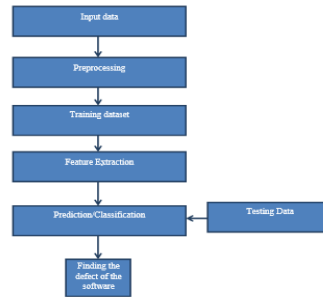 Input data
Preprocessing
Training dataset
Feature Extraction
Prediction/Classification
Testing Data
Finding the
defect of the
software